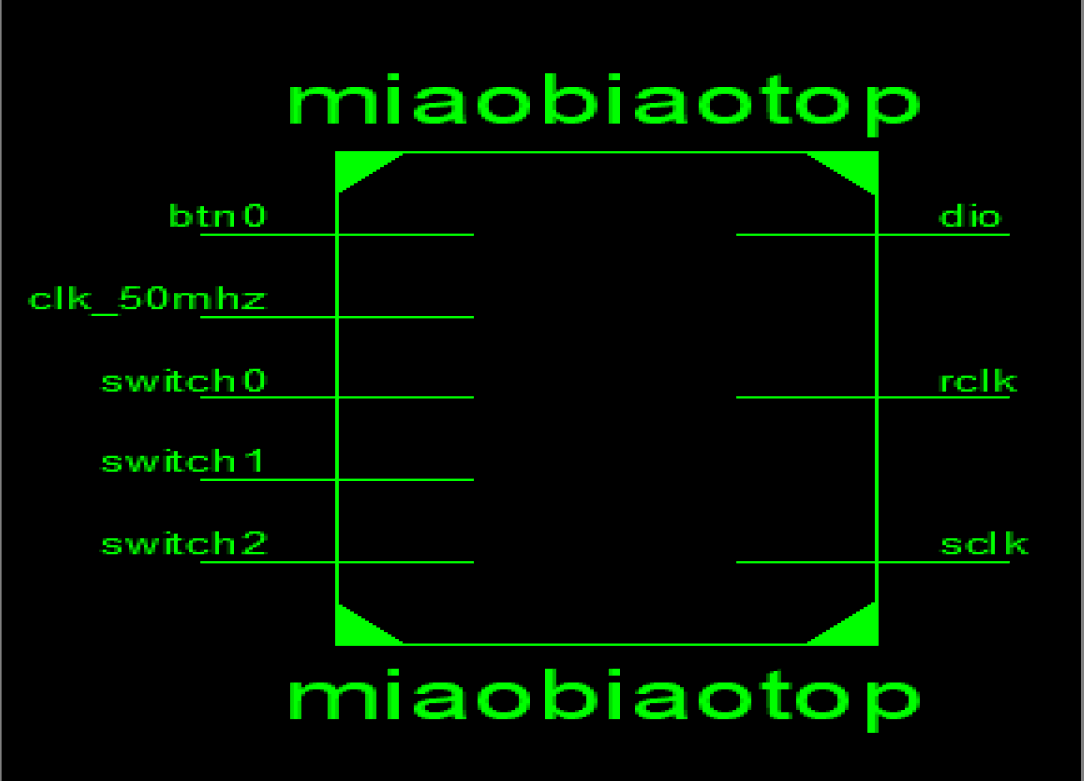 miaobiaotop
btn0
dio
clk_50mhz
switch0
rclk
switch1
switch2
sclk
miaobiaotop